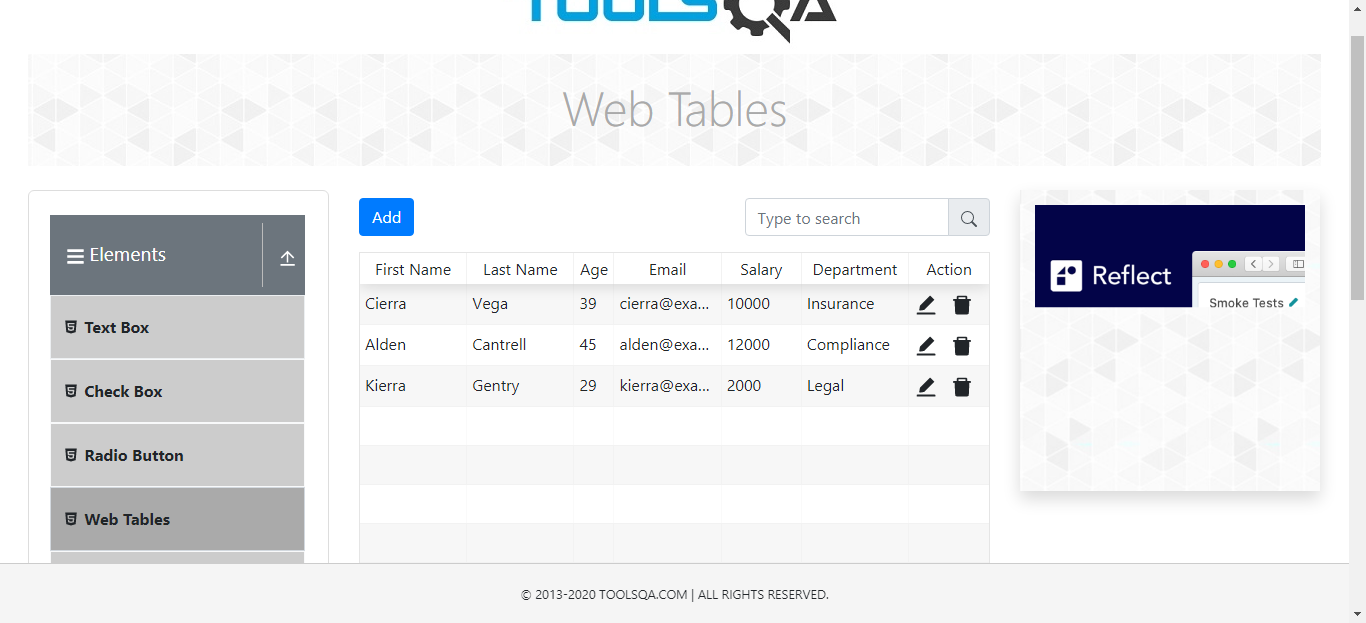 TOOLSQA
Web Tables
Elements
Text Box
Check Box
Radio Button
Web Tables
Add
Type to search
First Name Last Name Age Email Salary Department Action
Cierra Vega 39 cierra@exa... 10000 Insurance
Alden Cantrell 45 alden@exa... 12000 Compliance
Kierra Gentry 29 kierra@exa... 2000 Legal
Reflect
Smoke Tests
© 2013-2020 TOOLSQA.COM | ALL RIGHTS RESERVED.